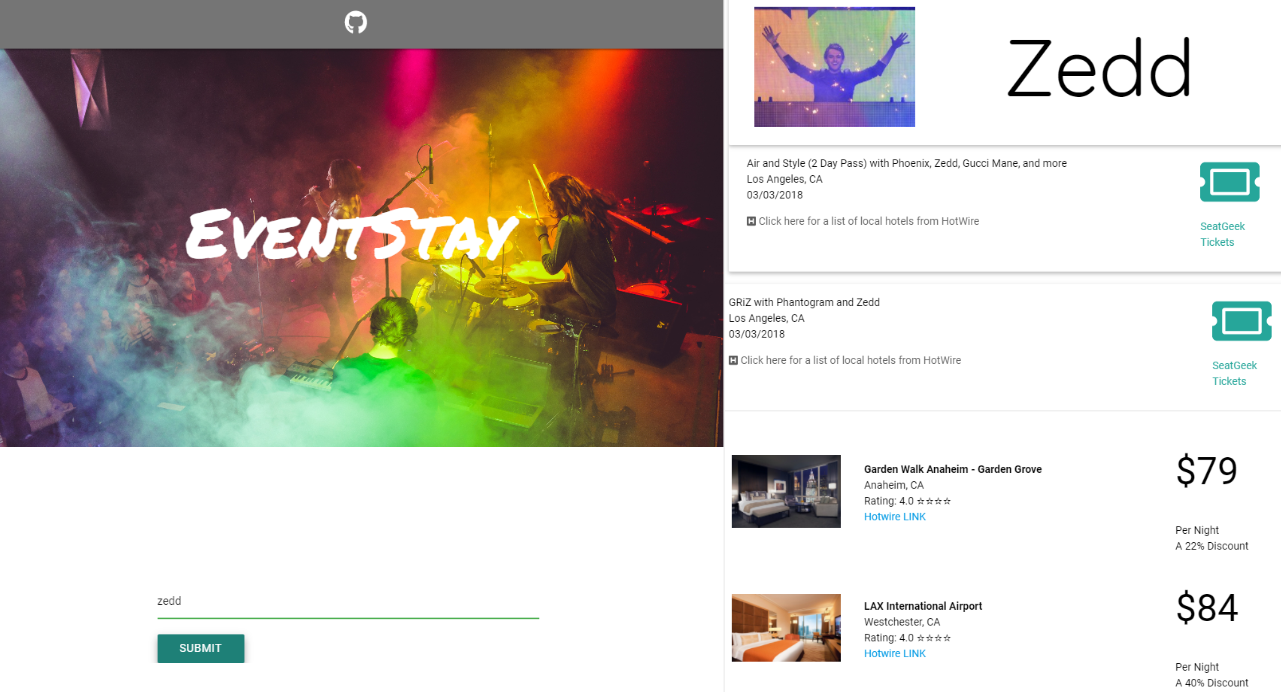 EventStay
zedd
SUBMIT
Zedd
Air and Style (2 Day Pass) with Phoenix, Zedd, Gucci Mane, and more
Los Angeles, CA
03/03/2018
Click here for a list of local hotels from HotWire
SeatGeek
Tickets
GRiZ with Phantogram and Zedd
Los Angeles, CA
03/03/2018
Click here for a list of local hotels from HotWire
SeatGeek
Tickets
Garden Walk Anaheim - Garden Grove
Anaheim, CA
Rating: 4.0 ☆☆☆☆
Hotwire LINK
$79
Per Night
A 22% Discount
LAX International Airport
Westchester, CA
Rating: 4.0 ☆☆☆☆
Hotwire LINK
$84
Per Night
A 40% Discount